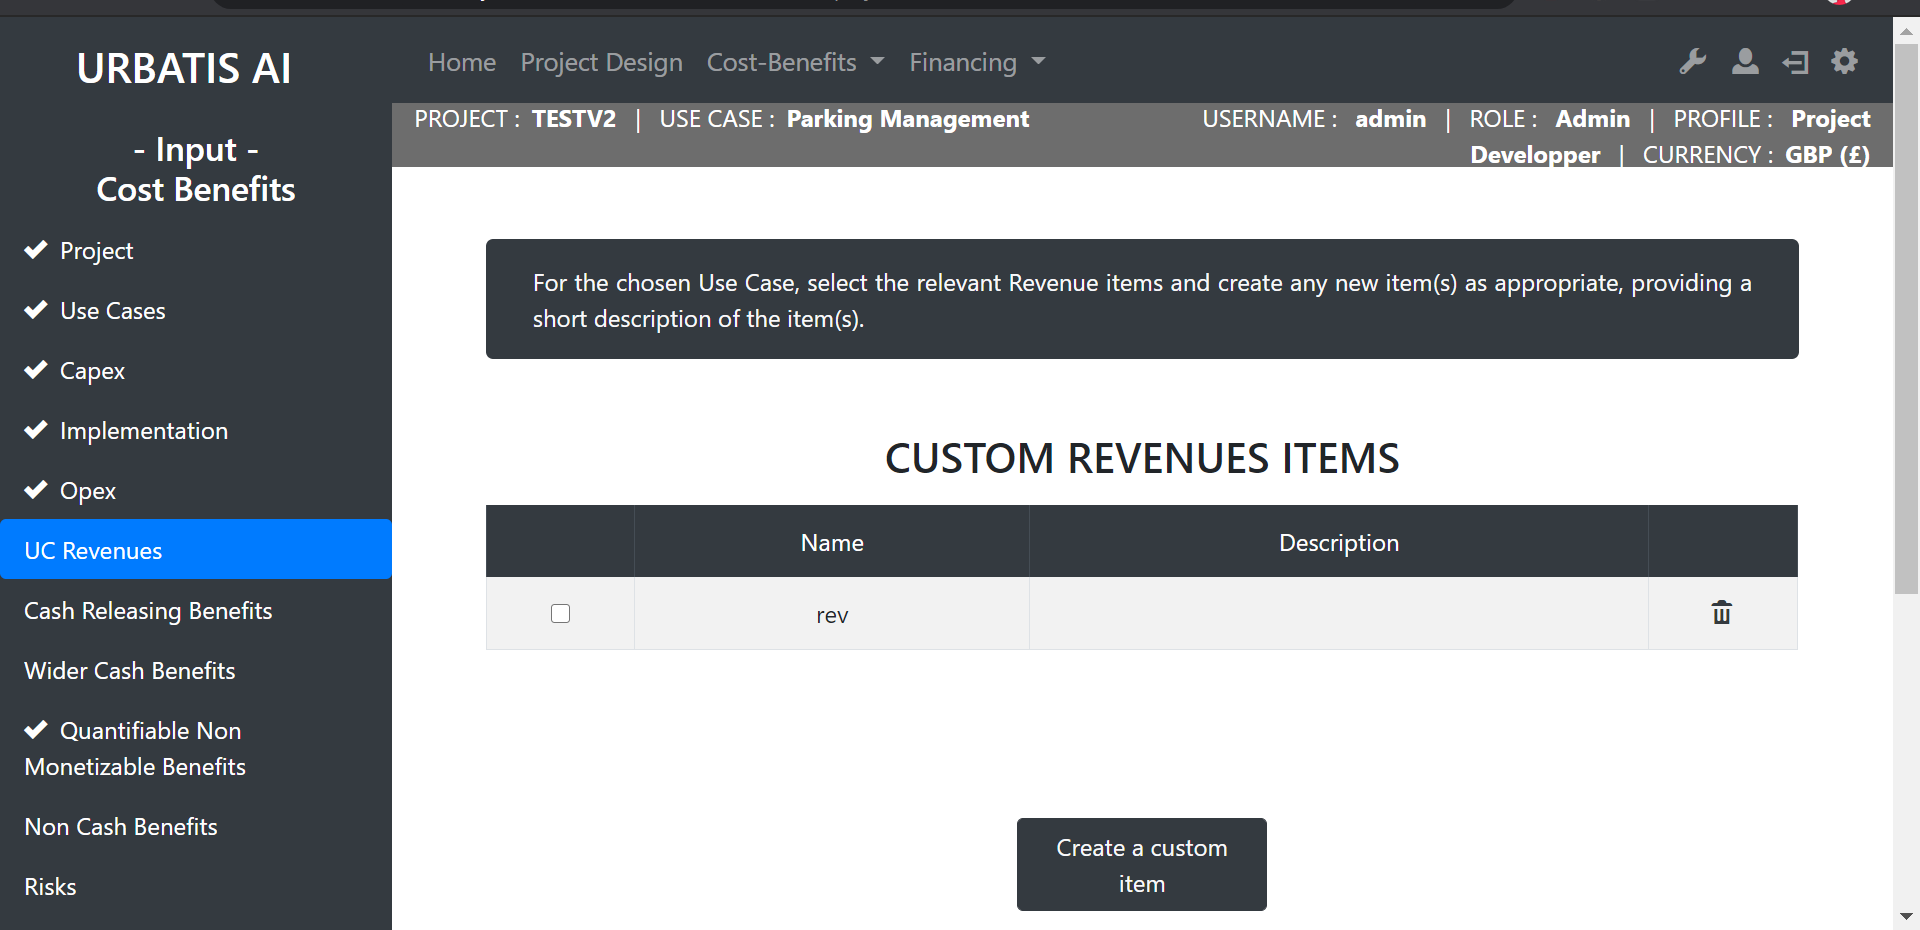 URBATIS AI
- Input -
Cost Benefits
Project
Use Cases
Capex
Implementation
Opex
UC Revenues
Cash Releasing Benefits
Wider Cash Benefits
Quantifiable Non
Monetizable Benefits
Non Cash Benefits
Risks
Home Project Design Cost-Benefits Financing
PROJECT : TESTV2 | USE CASE : Parking Management
USERNAME : admin | ROLE : Admin | PROFILE : Project
Developper | CURRENCY : GBP (£)
For the chosen Use Case, select the relevant Revenue items and create any new item(s) as appropriate, providing a
short description of the item(s).
CUSTOM REVENUES ITEMS
Name Description
rev
Create a custom
item